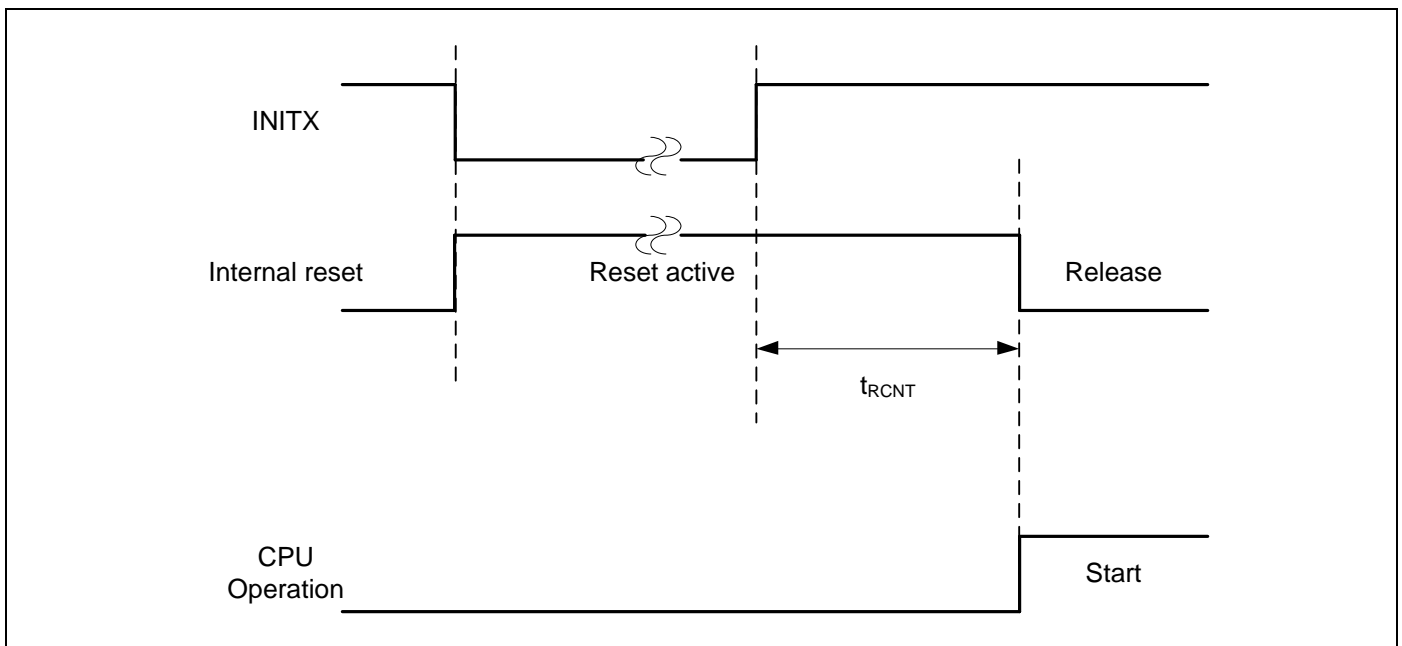 INITX
Internal reset
Reset active
Release
tRCNT
CPU
Operation
Start